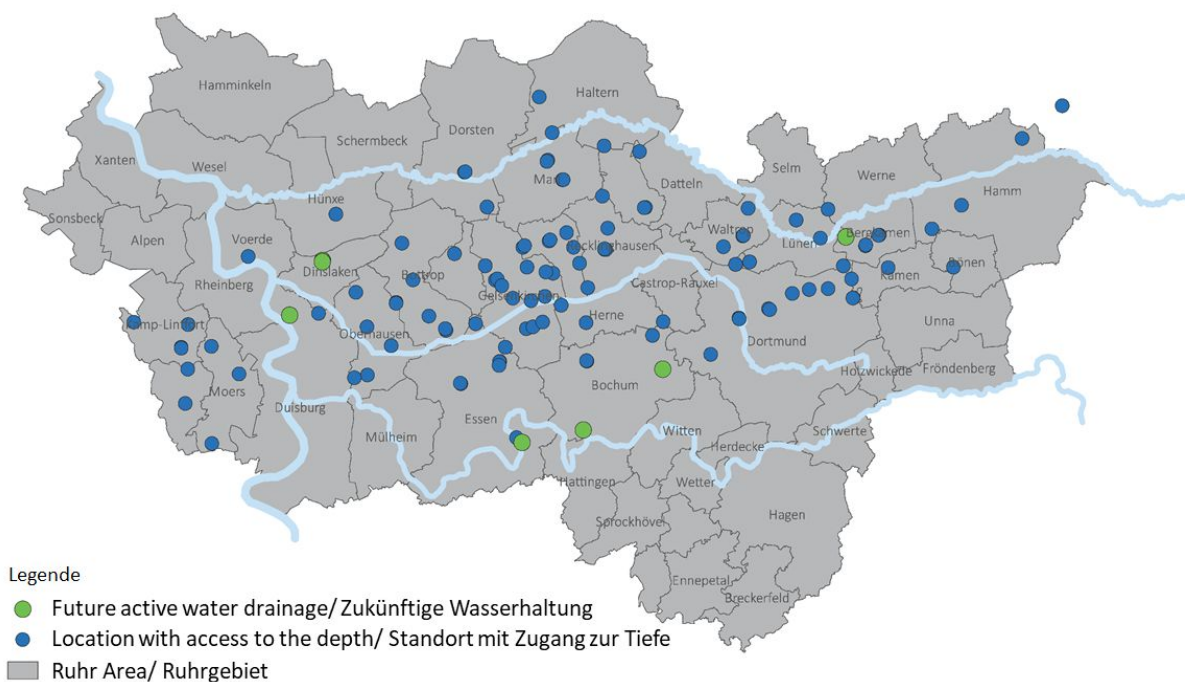 Haltern
Hamminkeln
Dorsten
Schermbeck
Selm
Werne
Xanten
Wesel
Datteln
Hamm
Hünxe
Sonsbeck
Alpen
Voerde
Waltrop
Lünen
Bergkamen
Recklinghausen
Bönen
Dinslaken
Bottrop
Kamen
Rheinberg
Castrop-Rauxel
Gelsenkirchen
Herne
Unna
Kamp-Lintfort
Oberhausen
Dortmund
Holzwickede
Fröndenberg
Bochum
Moers
Duisburg
Essen
Mülheim
Witten
Schwerte
Herdecke
Hattingen
Wetter
Hagen
Sprockhövel
Ennepetal
Breckerfeld
Legende
Future active water drainage/ Zukünftige Wasserhaltung
Location with access to the depth/ Standort mit Zugang zur Tiefe
Ruhr Area/ Ruhrgebiet